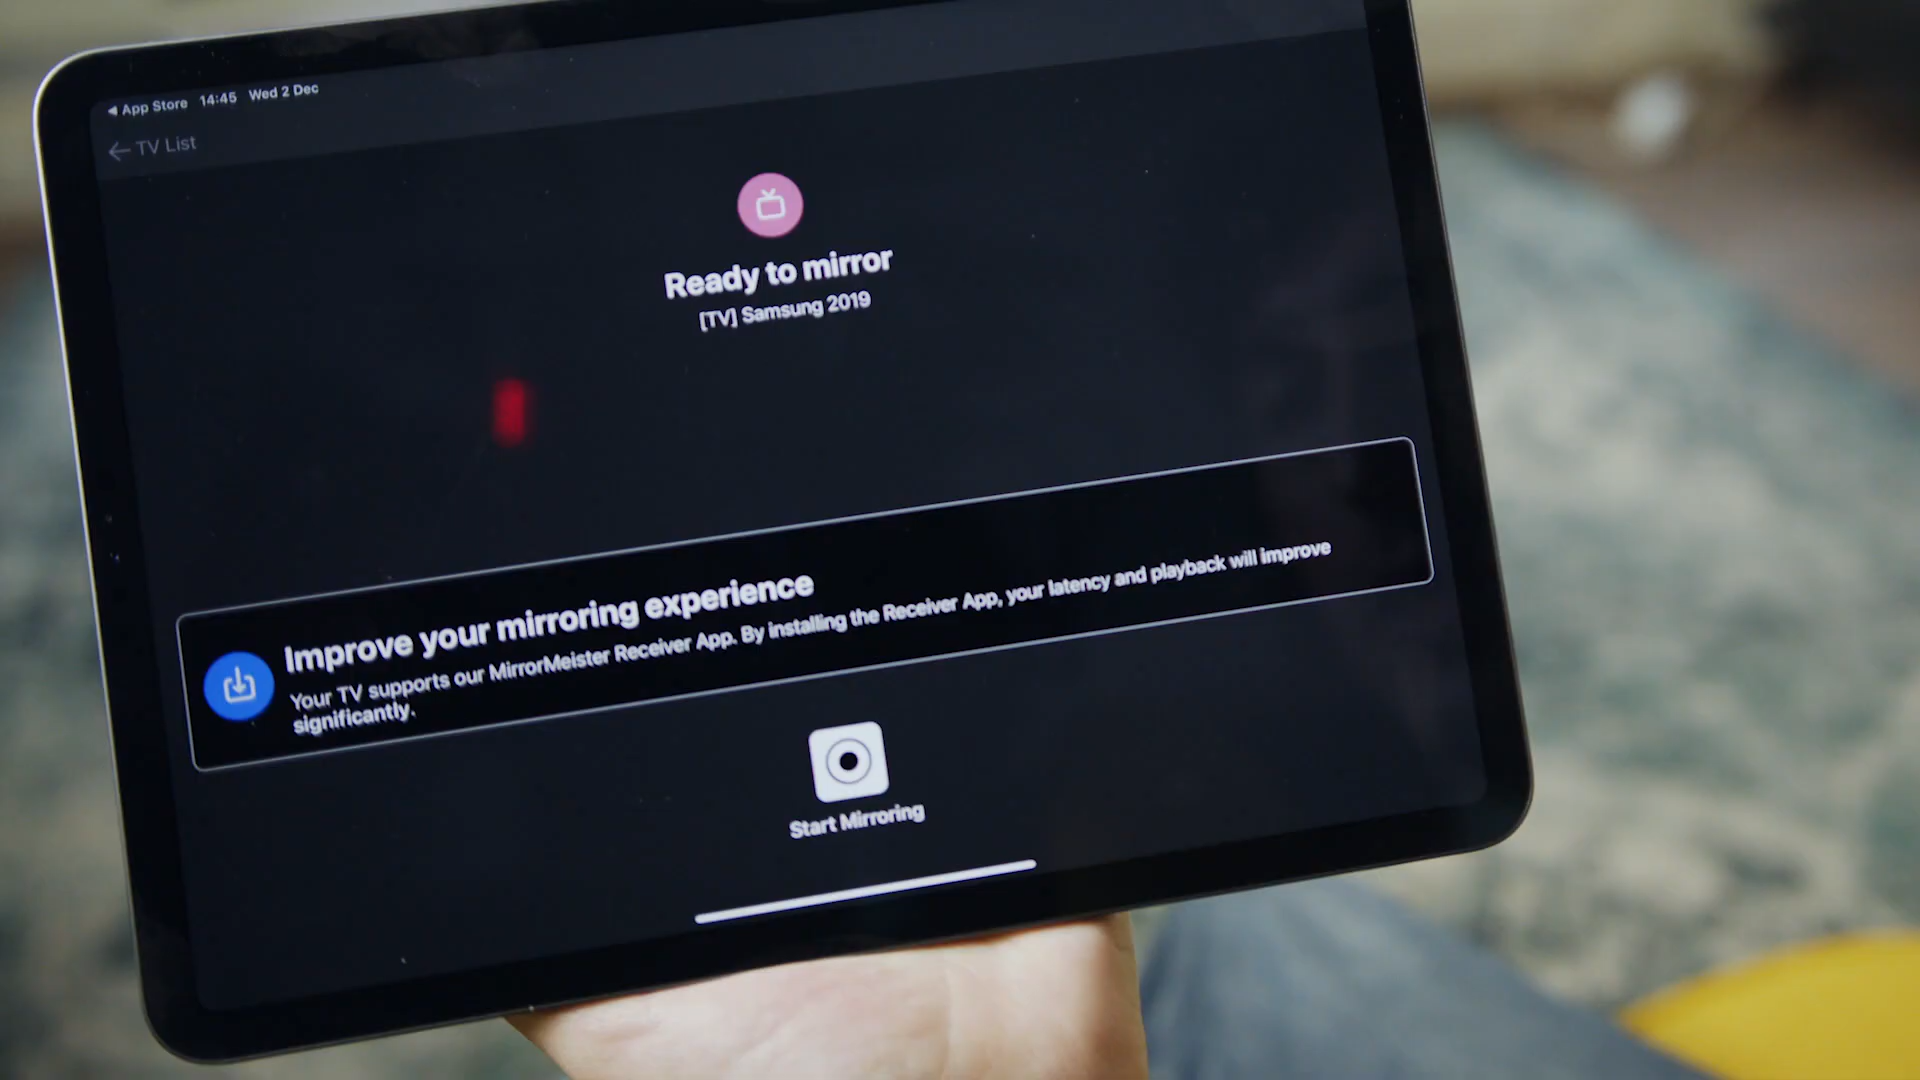 ◀ App Store 14:45 Wed 2 Dec
← TV List
Ready to mirror
[TV] Samsung 2019
Improve your mirroring experience
Your TV supports our MirrorMeister Receiver App. By installing the Receiver App, your latency and playback will improve
significantly.
Start Mirroring